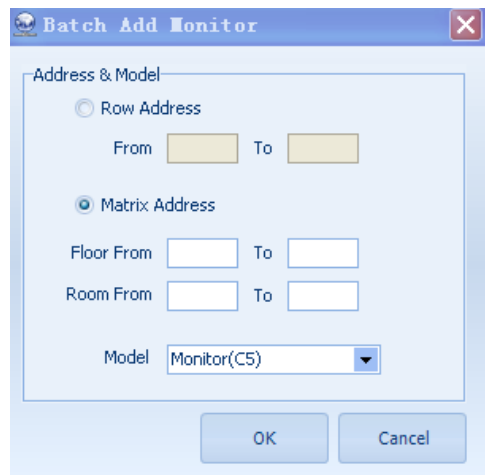 Batch Add Monitor
Address & Model
Row Address
From To
Matrix Address
Floor From To
Room From To
Model Monitor(C5)
OK Cancel